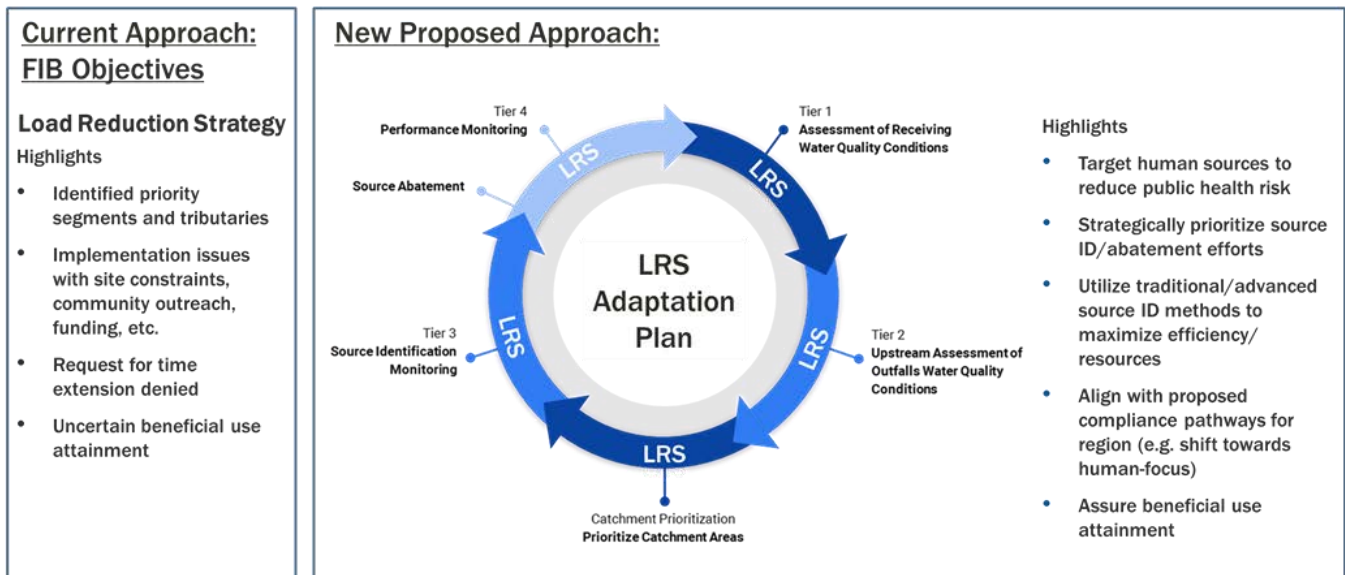 Current Approach:
FIB Objectives
Load Reduction Strategy
Highlights
• Identified priority
segments and tributaries
• Implementation issues
with site constraints,
community outreach,
funding, etc.
• Request for time
extension denied
• Uncertain beneficial use
attainment
New Proposed Approach:
Tier 4
Performance Monitoring
Source Abatement
Tier 3
Source Identification
Monitoring
Tier 1
Assessment of Receiving
Water Quality Conditions
Tier 2
Upstream Assessment of
Outfalls Water Quality
Conditions
Catchment Prioritization
Prioritize Catchment Areas
LRS
LRS
LRS
LRS
LRS
LRS
Adaptation
Plan
Highlights
• Target human sources to
reduce public health risk
• Strategically prioritize source
ID/abatement efforts
• Utilize traditional/advanced
source ID methods to
maximize efficiency/
resources
• Align with proposed
compliance pathways for
region (e.g. shift towards
human-focus)
• Assure beneficial use
attainment